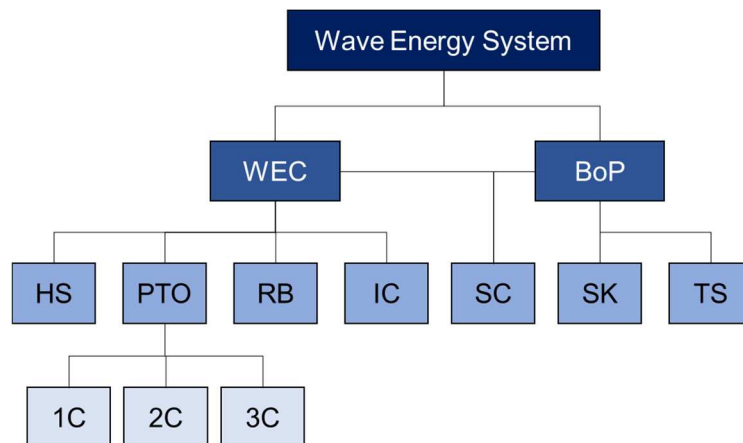 Wave Energy System
WEC
BoP
HS
PTO
RB
IC
SC
SK
TS
1C
2C
3C